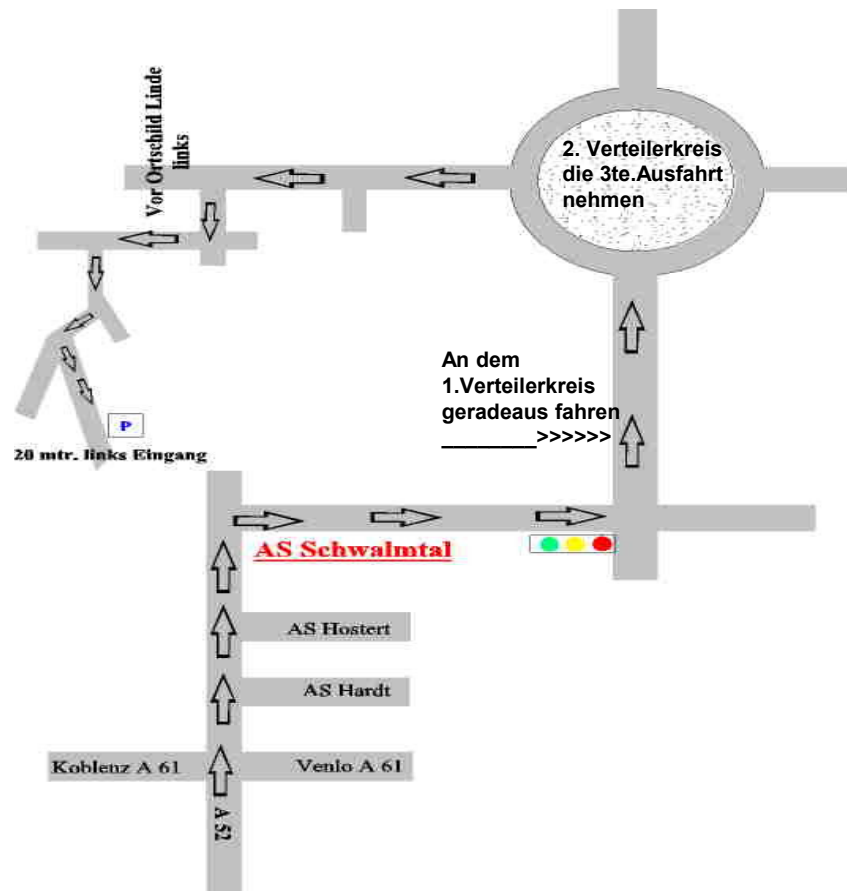 Vor Ortschild Linde
links
2. Verteilerkreis
die 3te.Ausfahrt
nehmen
An dem
1.Verteilerkreis
geradeaus fahren
________>>>>>>
P
20 mtr. links Eingang
AS Schwalmtal
AS Hostert
AS Hardt
Koblenz A 61
Venlo A 61
A 52